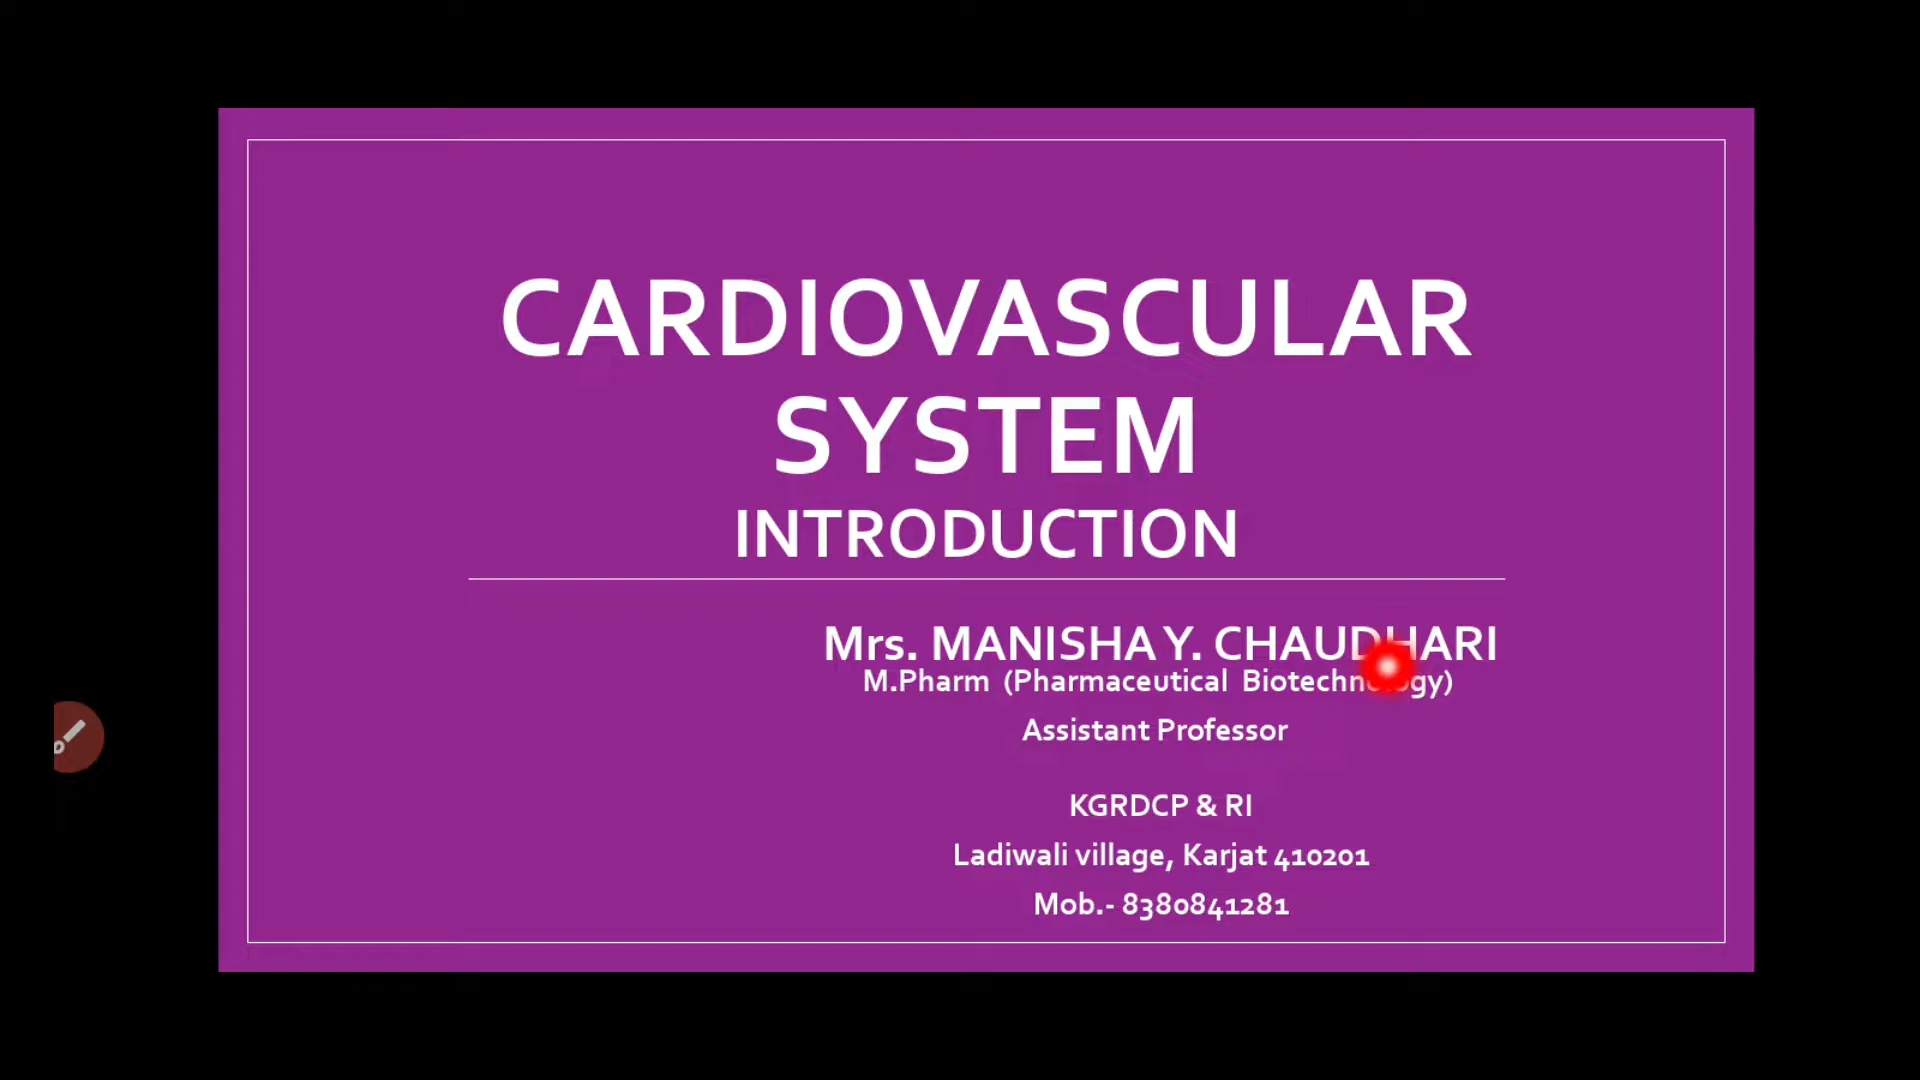 CARDIOVASCULAR
SYSTEM
INTRODUCTION
Mrs. MANISHA Y. CHAUDHARI
M.Pharm (Pharmaceutical Biotechnology)
Assistant Professor
KGRDCP & RI
Ladiwali village, Karjat 410201
Mob.- 8380841281